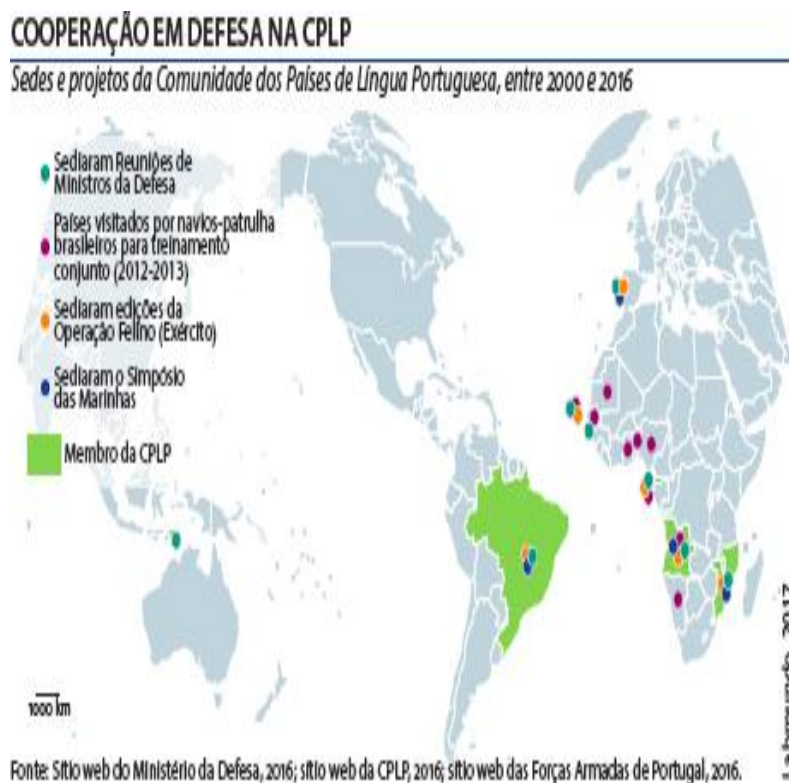 COOPERAÇÃO EM DEFESA NA CPLP
Sedes e projetos da Comunidade dos Países de Língua Portuguesa, entre 2000 e 2016
Sediaram Reuniões de
Ministros da Defesa
Países visitados por navios-patrulha
brasileiros para treinamento
conjunto (2012-2013)
Sediaram edições da
Operação Felino (Exército)
Sediaram o Simpósio
das Marinhas
Membro da CPLP
1000 km
Labmundo, 2017
Fonte: Sítio web do Ministério da Defesa, 2016; sítio web da CPLP, 2016; sítio web das Forças Armadas de Portugal, 2016.